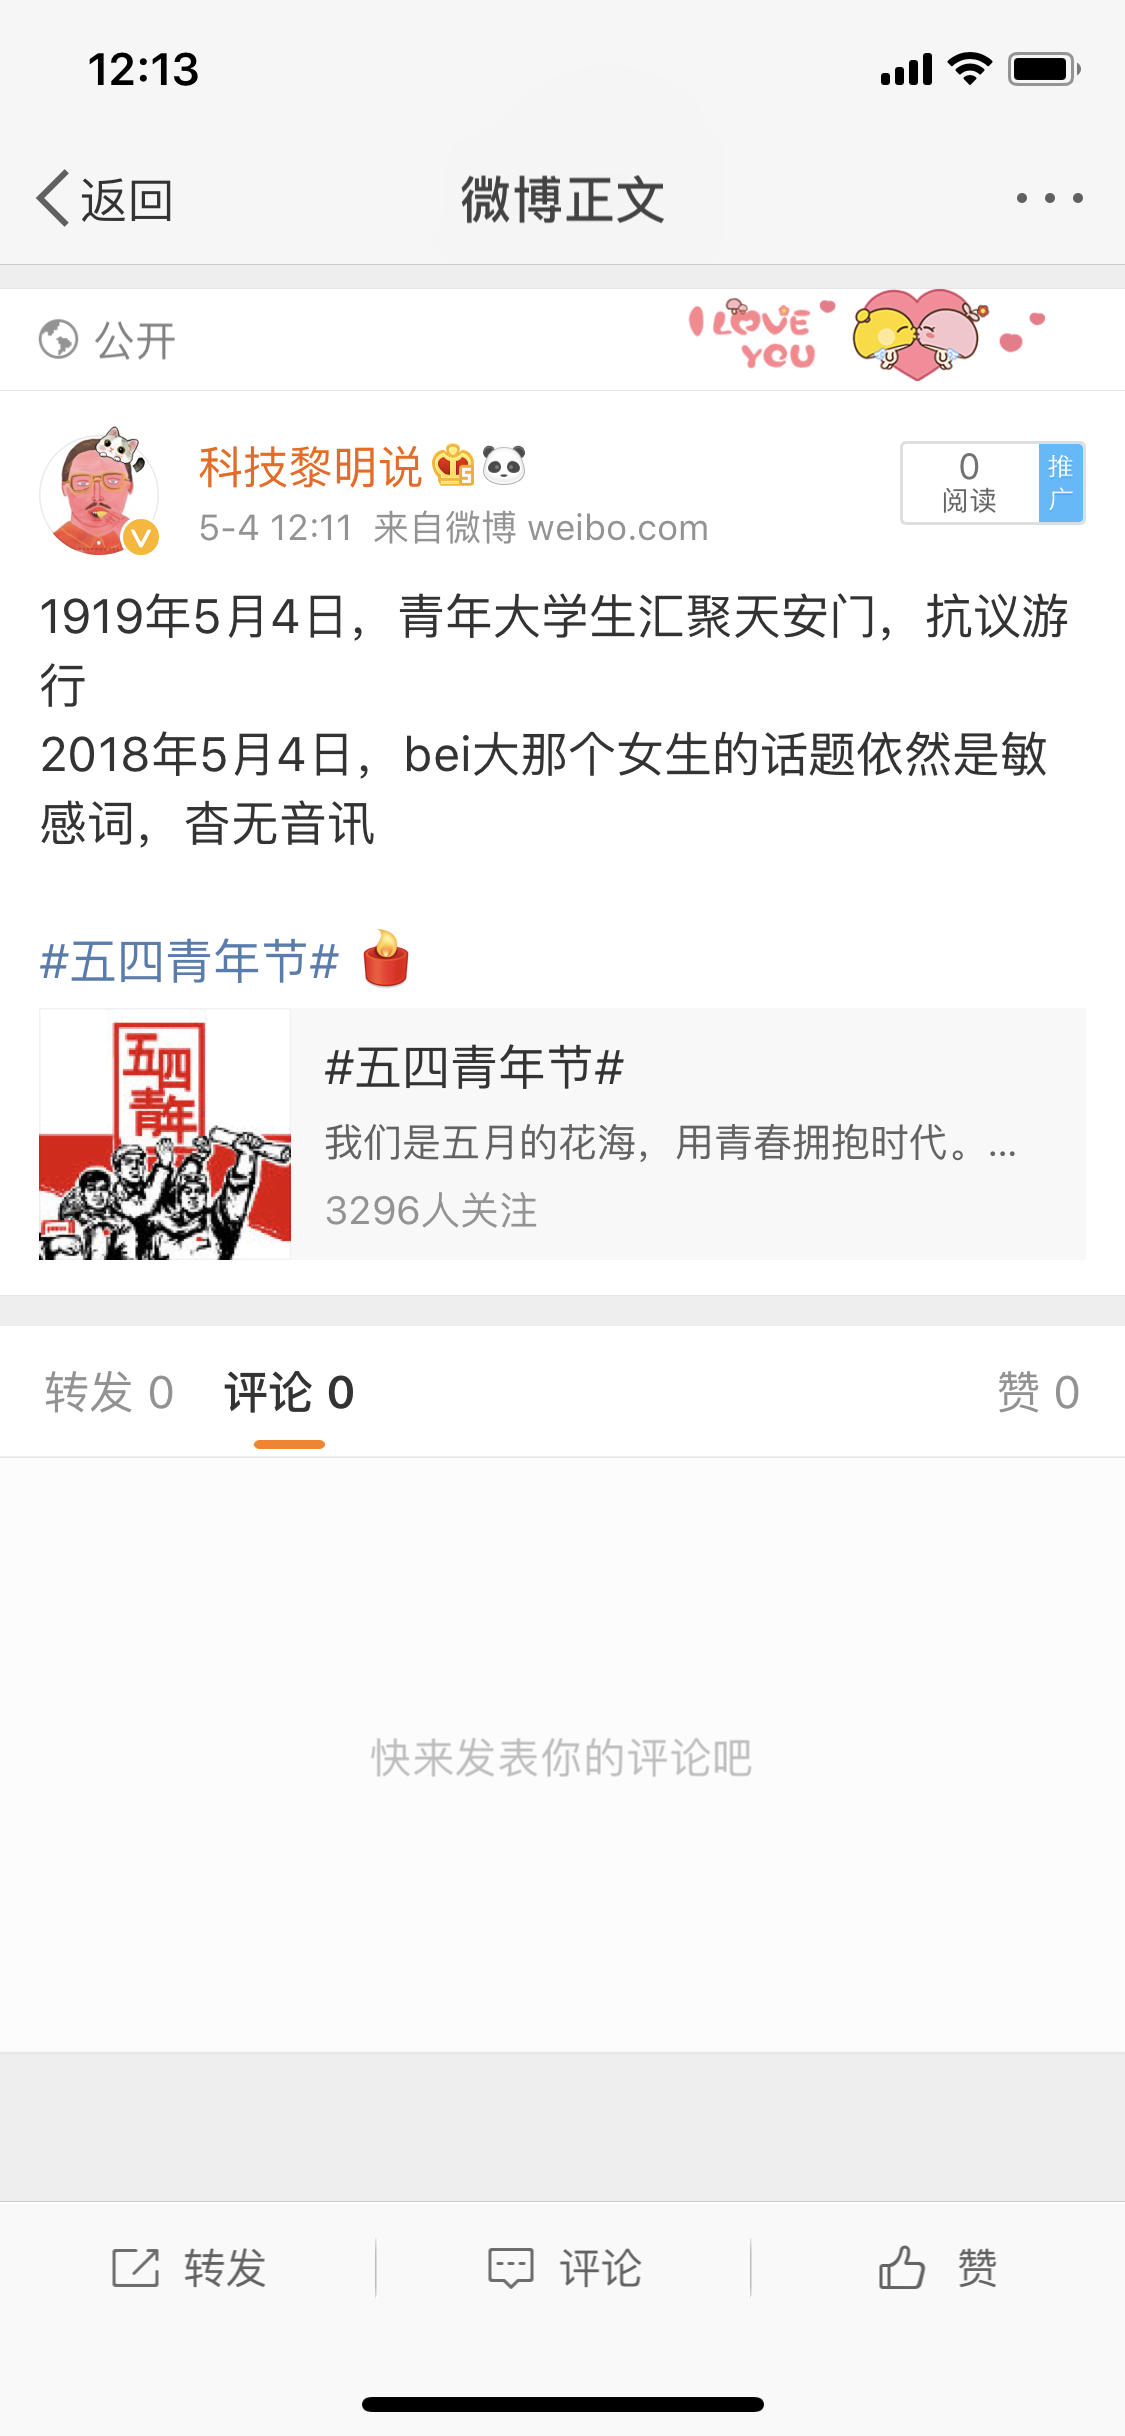 12:13
返回
微博正文
公开
I LOVE
YOU
科技黎明说
5
0
阅读
推
广
5-4 12:11 来自微博 weibo.com
V
1919年5月4日，青年大学生汇聚天安门，抗议游
行
2018年5月4日，bei大那个女生的话题依然是敏
感词，杳无音讯
#五四青年节#
五四
青年
#五四青年节#
我们是五月的花海，用青春拥抱时代。...
3296人关注
转发 0
评论 0
赞 0
快来发表你的评论吧
转发
评论
赞